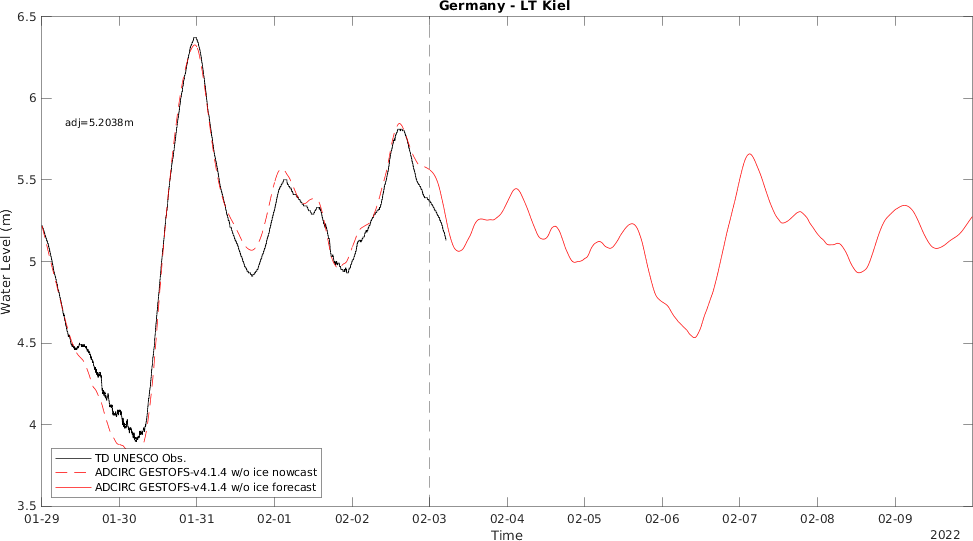 Germany - LT Kiel
6.5
6
5.5
5
4.5
4
3.5
Water Level (m)
adj=5.2038m
TD UNESCO Obs.
ADCIRC GESTOFS-v4.1.4 w/o ice nowcast
ADCIRC GESTOFS-v4.1.4 w/o ice forecast
01-29 01-30 01-31 02-01 02-02 02-03 02-04 02-05 02-06 02-07 02-08 02-09
Time
2022